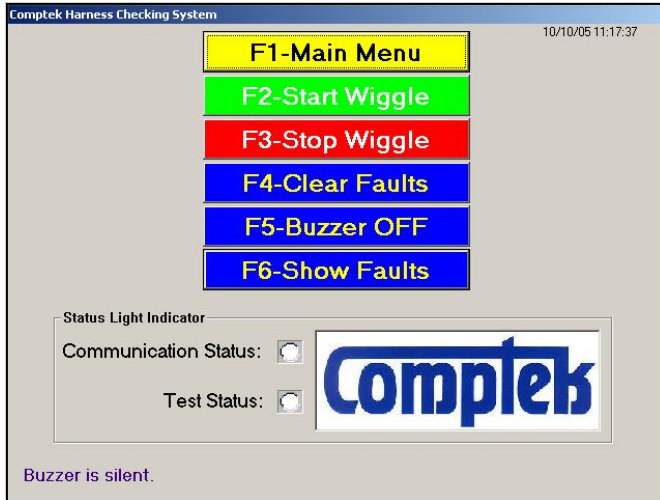 Comptek Harness Checking System
10/10/05 11:17:37
F1-Main Menu
F2-Start Wiggle
F3-Stop Wiggle
F4-Clear Faults
F5-Buzzer OFF
F6-Show Faults
Status Light Indicator
Communication Status:
Test Status:
Comptek
Buzzer is silent.